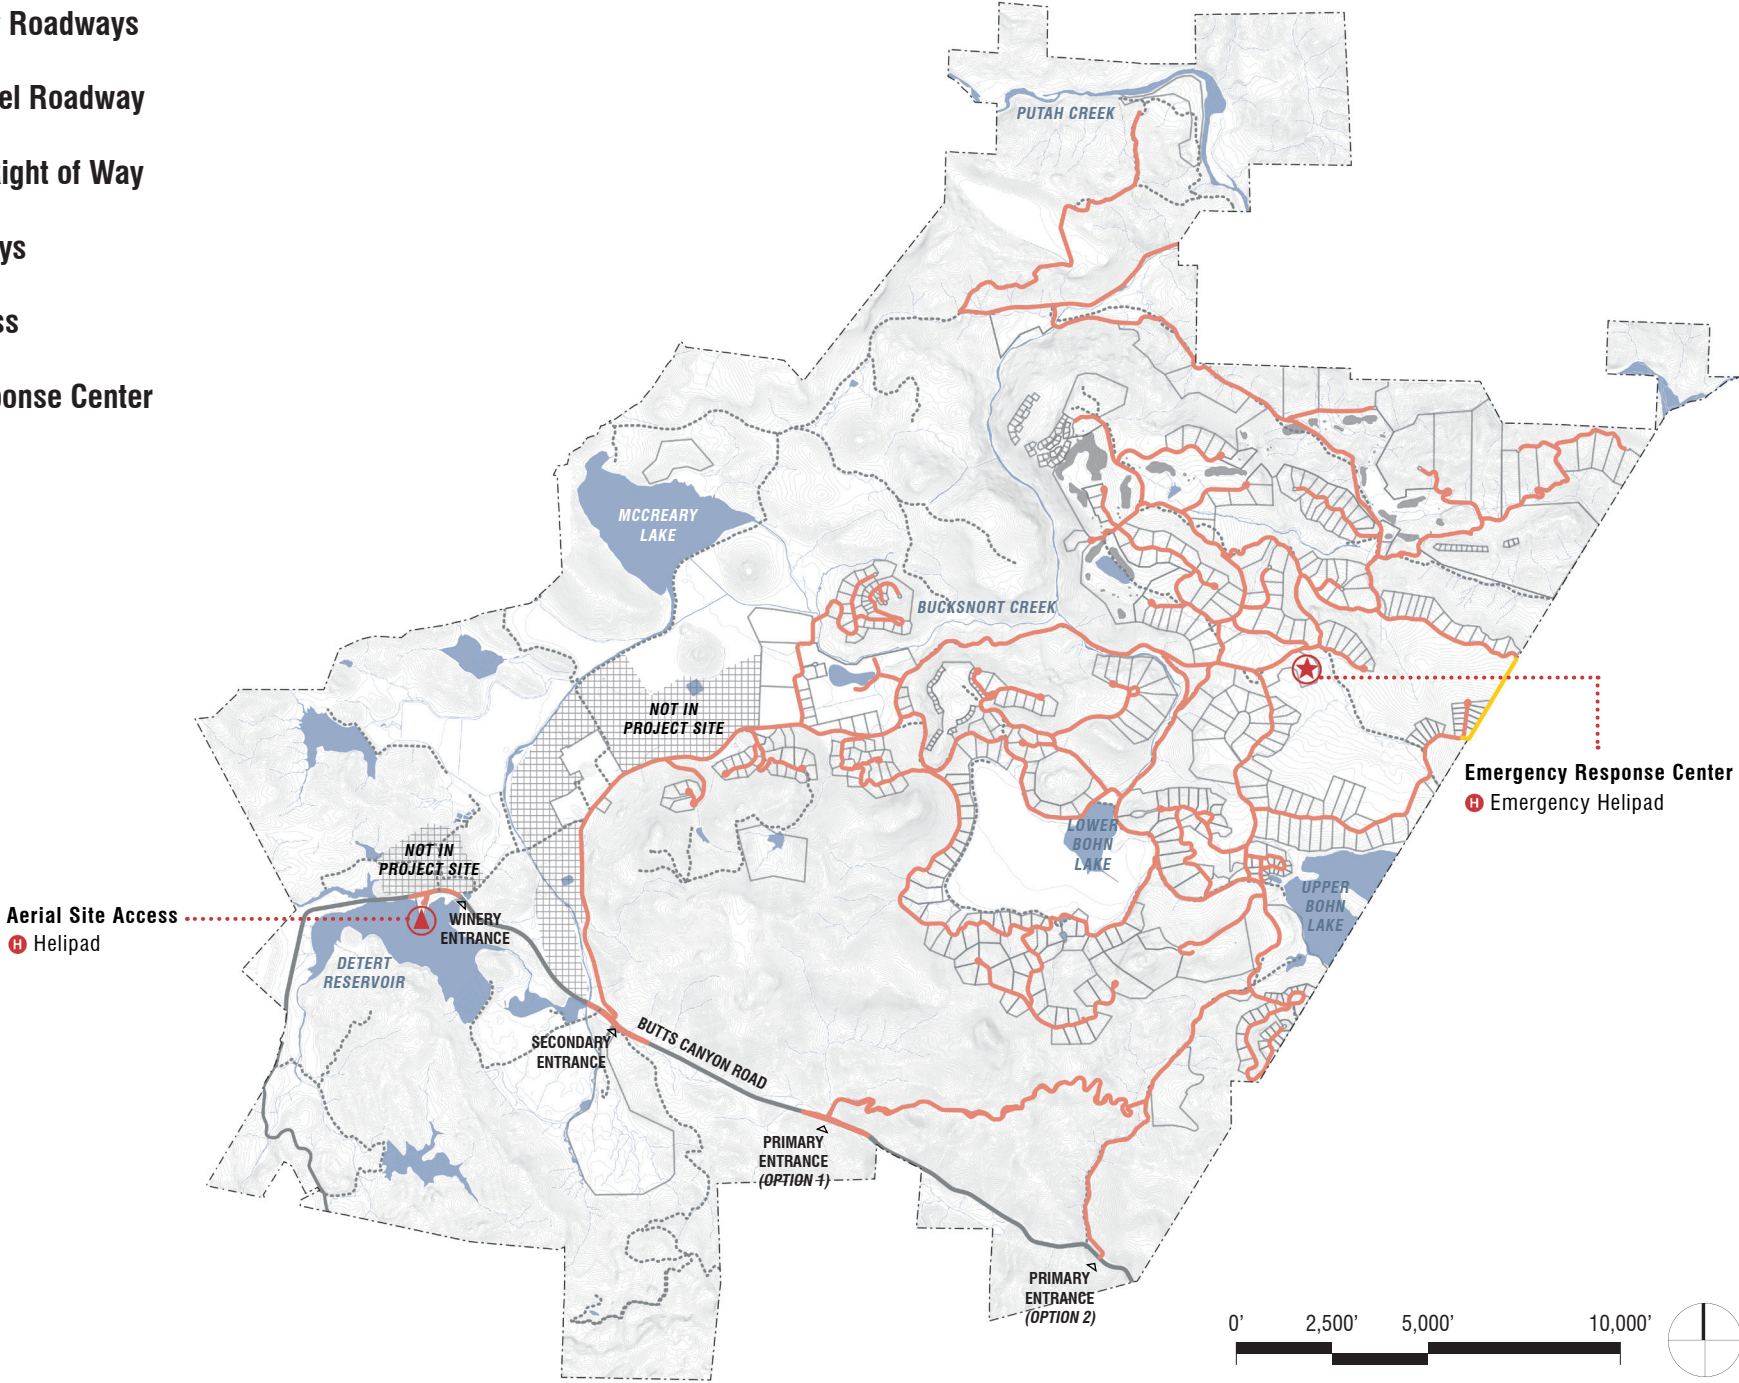 Roadways
el Roadway
ight of Way
ys
ss
onse Center
PUTAH CREEK
MCCREARY
LAKE
BUCKSNORT CREEK
NOT IN
PROJECT SITE
Emergency Response Center
H Emergency Helipad
LOWER
BOHN
LAKE
NOT IN
PROJECT SITE
UPPER
BOHN
LAKE
Aerial Site Access
H Helipad
WINERY
ENTRANCE
DETERT
RESERVOIR
SECONDARY
ENTRANCE
BUTTS CANYON ROAD
PRIMARY
ENTRANCE
(OPTION 1)
PRIMARY
ENTRANCE
(OPTION 2)
0' 2,500' 5,000' 10,000'